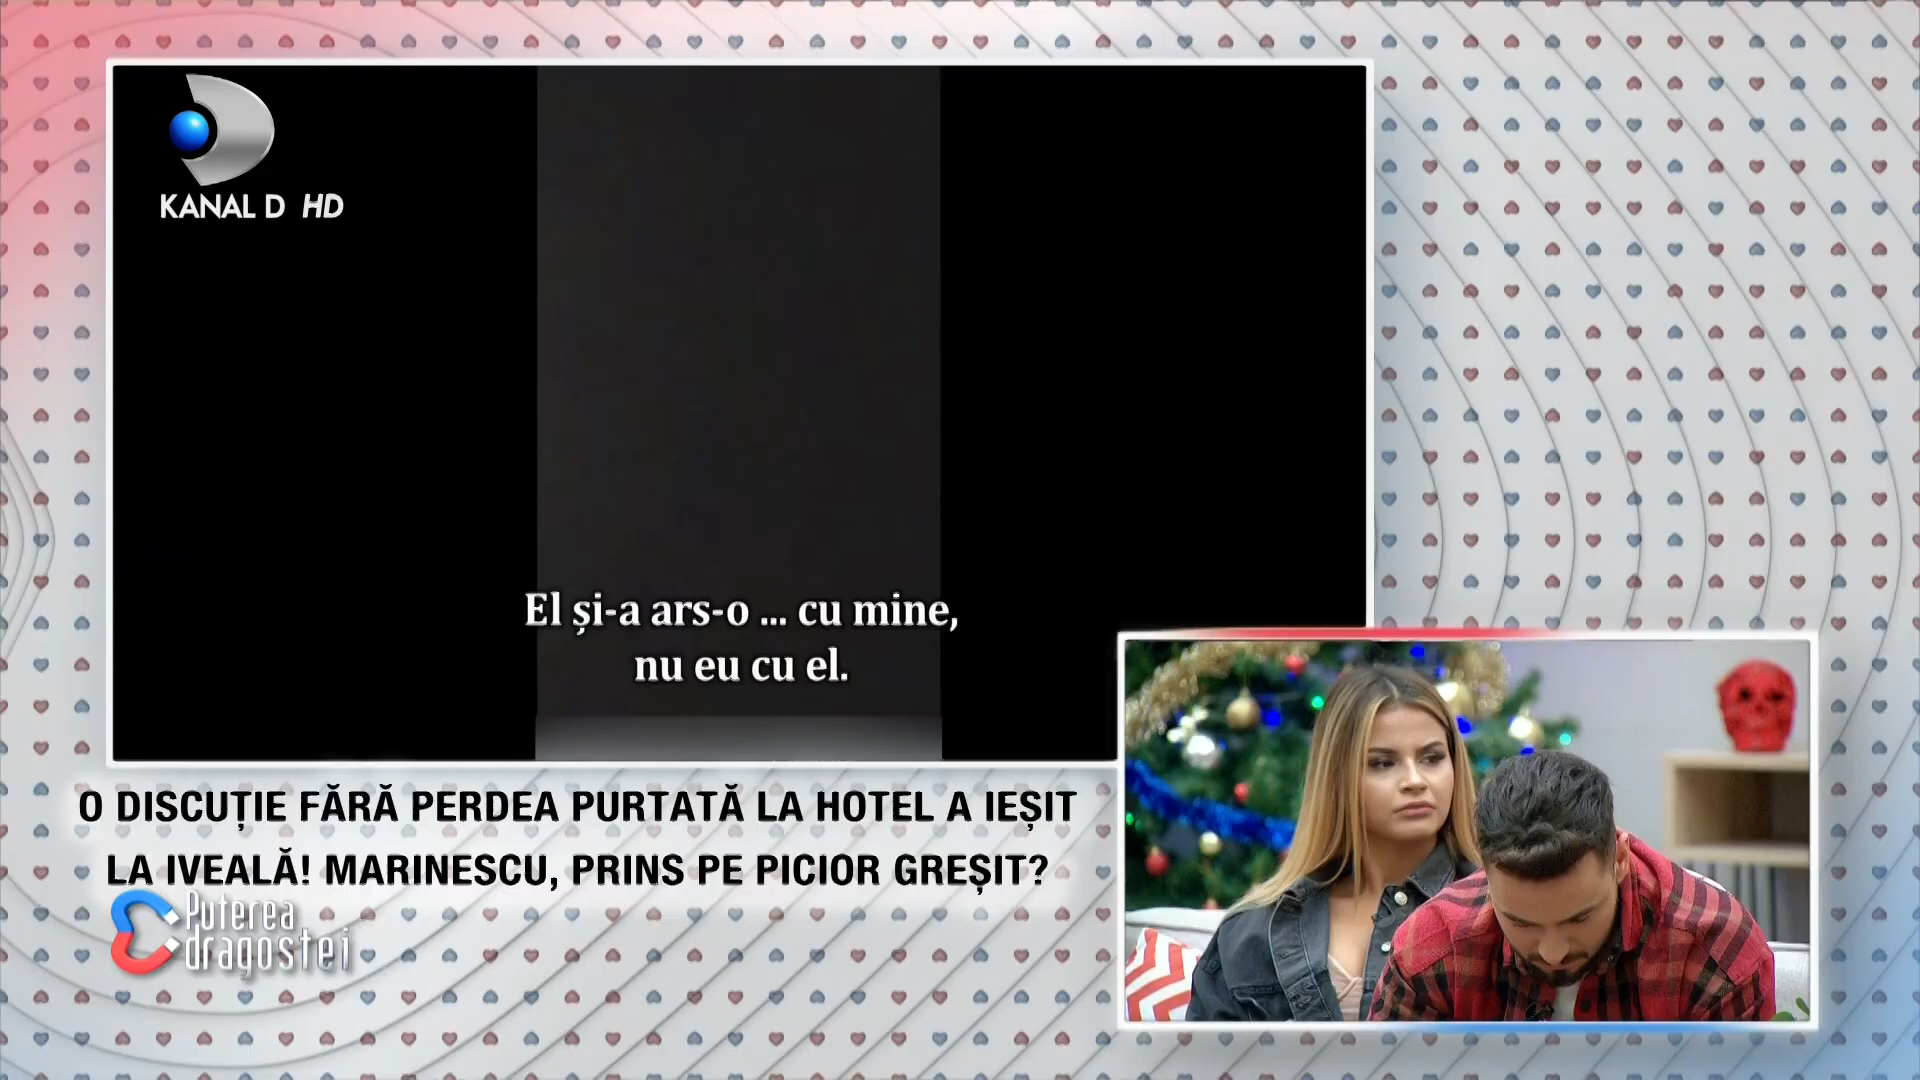 KANAL D HD
El și-a ars-o ... cu mine,
nu eu cu el.
O DISCUȚIE FĂRĂ PERDEA PURTATĂ LA HOTEL A IEȘIT
LA IVEALĂ! MARINESCU, PRINS PE PICIOR GREȘIT?
Puterea
dragostei